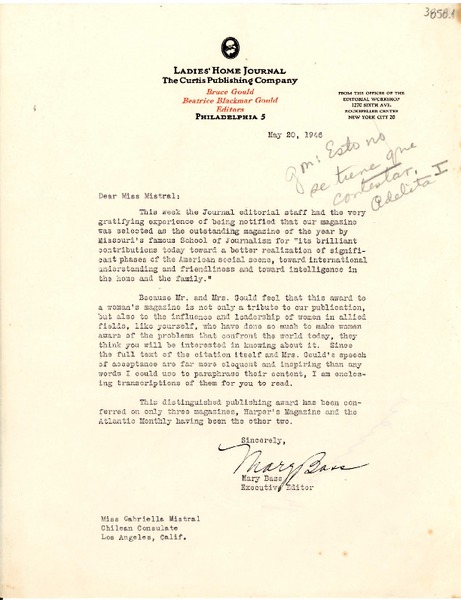 3858.1
LADIES' HOME JOURNAL
The Curtis Publishing Company
Bruce Gould
Beatrice Blackmar Gould
Editors
PHILADELPHIA 5
FROM THE OFFICES OF THE
EDITORIAL WORKSHOP
1270 SIXTH AVE.
ROCKEFELLER CENTER
NEW YORK CITY 20
May 20, 1946
gm: Esto no
se tiene que
contestar.
Adelita I
Dear Miss Mistral:
This week the Journal editorial staff had the very
gratifying experience of being notified that our magazine
was selected as the outstanding magazine of the year by
Missouri's famous School of Journalism for "its brilliant
contributions today toward a better realization of signifi-
cant phases of the American social scene, toward international
understanding and friendliness and toward intelligence in
the home and the family."
Because Mr. and Mrs. Gould feel that this award to
a woman's magazine is not only a tribute to our publication,
but also to the influence and leadership of women in allied
fields, like yourself, who have done so much to make women
aware of the problems that confront the world today, they
think you will be interested in knowing about it. Since
the full text of the citation itself and Mrs. Gould's speech
of acceptance are far more eloquent and inspiring than any
words I could use to paraphrase their content, I am enclos-
ing transcriptions of them for you to read.
This distinguished publishing award has been con-
ferred on only three magazines, Harper's Magazine and the
Atlantic Monthly having been the other two.
Sincerely,
Mary Bass
Mary Bass
Executive Editor
Miss Gabriella Mistral
Chilean Consulate
Los Angeles, Calif.